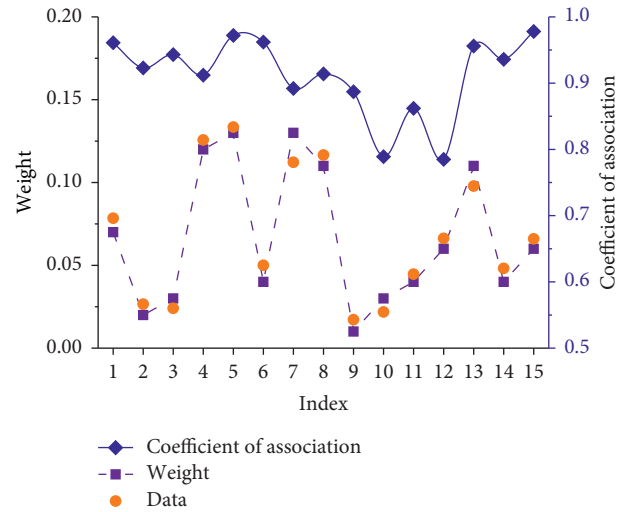 0.20
0.15
0.10
0.05
0.00
Weight
1.0
0.9
0.8
0.7
0.6
0.5
Coefficient of association
1 2 3 4 5 6 7 8 9 10 11 12 13 14 15
Index
Coefficient of association
Weight
Data